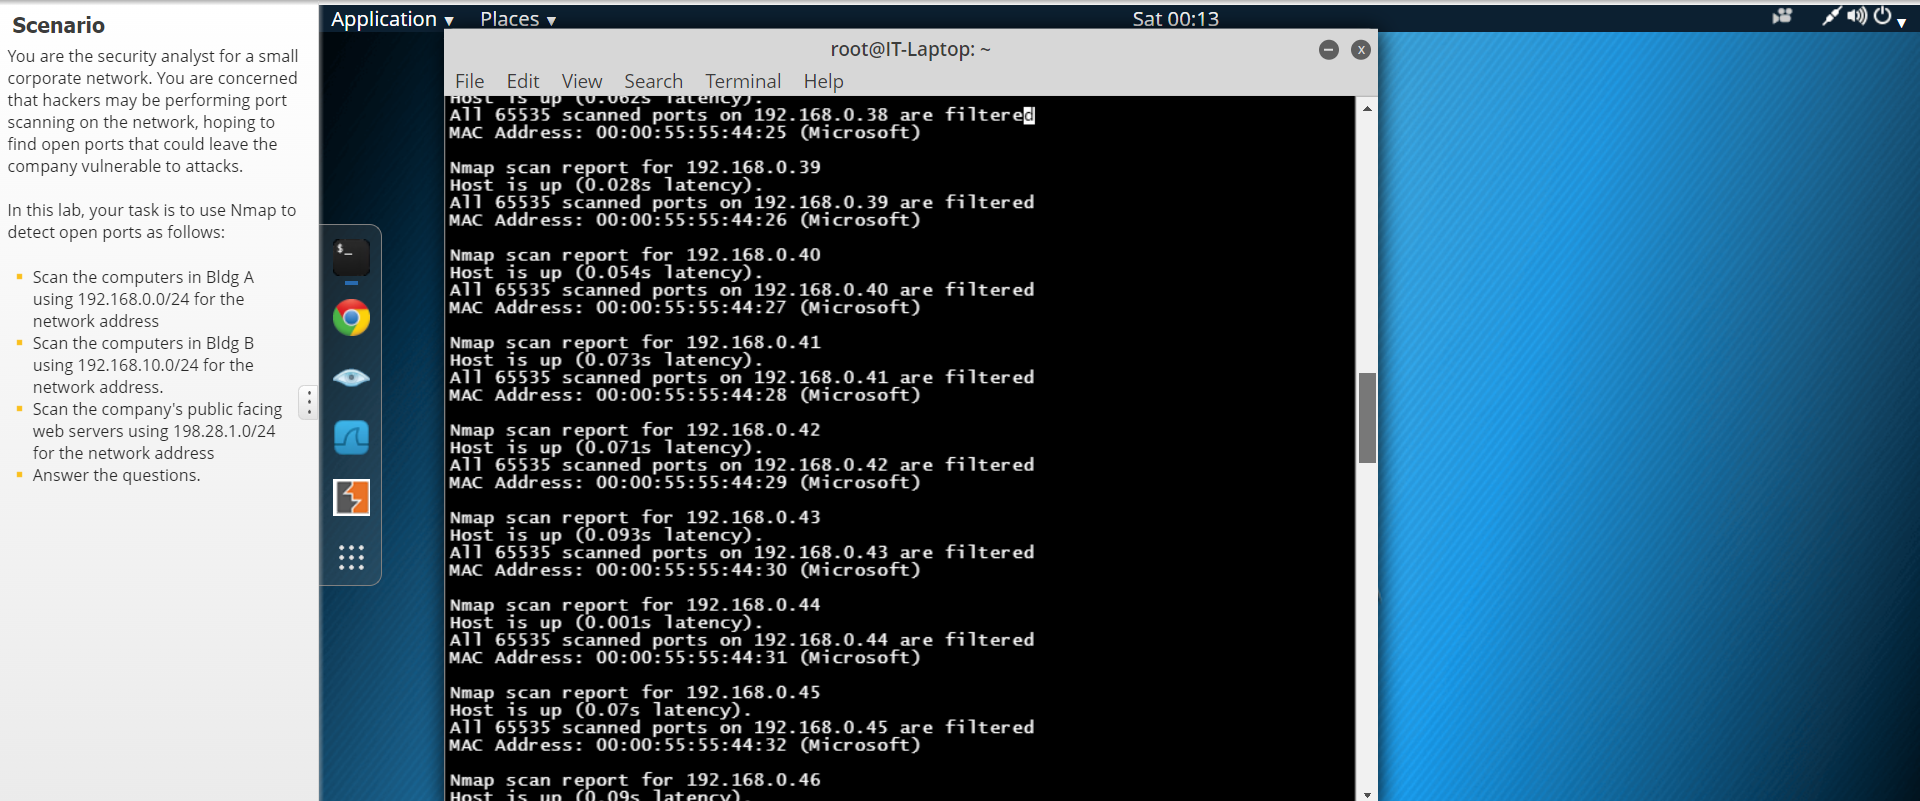 Scenario
You are the security analyst for a small
corporate network. You are concerned
that hackers may be performing port
scanning on the network, hoping to
find open ports that could leave the
company vulnerable to attacks.
In this lab, your task is to use Nmap to
detect open ports as follows:
Scan the computers in Bldg A
using 192.168.0.0/24 for the
network address
Scan the computers in Bldg B
using 192.168.10.0/24 for the
network address.
Scan the company's public facing
web servers using 198.28.1.0/24
for the network address
Answer the questions.
Application ▾ Places ▾ Sat 00:13
root@IT-Laptop: ~
File Edit View Search Terminal Help
Host is up (0.062s latency).
All 65535 scanned ports on 192.168.0.38 are filtered
MAC Address: 00:00:55:55:44:25 (Microsoft)
Nmap scan report for 192.168.0.39
Host is up (0.028s latency).
All 65535 scanned ports on 192.168.0.39 are filtered
MAC Address: 00:00:55:55:44:26 (Microsoft)
Nmap scan report for 192.168.0.40
Host is up (0.054s latency).
All 65535 scanned ports on 192.168.0.40 are filtered
MAC Address: 00:00:55:55:44:27 (Microsoft)
Nmap scan report for 192.168.0.41
Host is up (0.073s latency).
All 65535 scanned ports on 192.168.0.41 are filtered
MAC Address: 00:00:55:55:44:28 (Microsoft)
Nmap scan report for 192.168.0.42
Host is up (0.071s latency).
All 65535 scanned ports on 192.168.0.42 are filtered
MAC Address: 00:00:55:55:44:29 (Microsoft)
Nmap scan report for 192.168.0.43
Host is up (0.093s latency).
All 65535 scanned ports on 192.168.0.43 are filtered
MAC Address: 00:00:55:55:44:30 (Microsoft)
Nmap scan report for 192.168.0.44
Host is up (0.001s latency).
All 65535 scanned ports on 192.168.0.44 are filtered
MAC Address: 00:00:55:55:44:31 (Microsoft)
Nmap scan report for 192.168.0.45
Host is up (0.07s latency).
All 65535 scanned ports on 192.168.0.45 are filtered
MAC Address: 00:00:55:55:44:32 (Microsoft)
Nmap scan report for 192.168.0.46
Host is up (0.09s latency).
$_